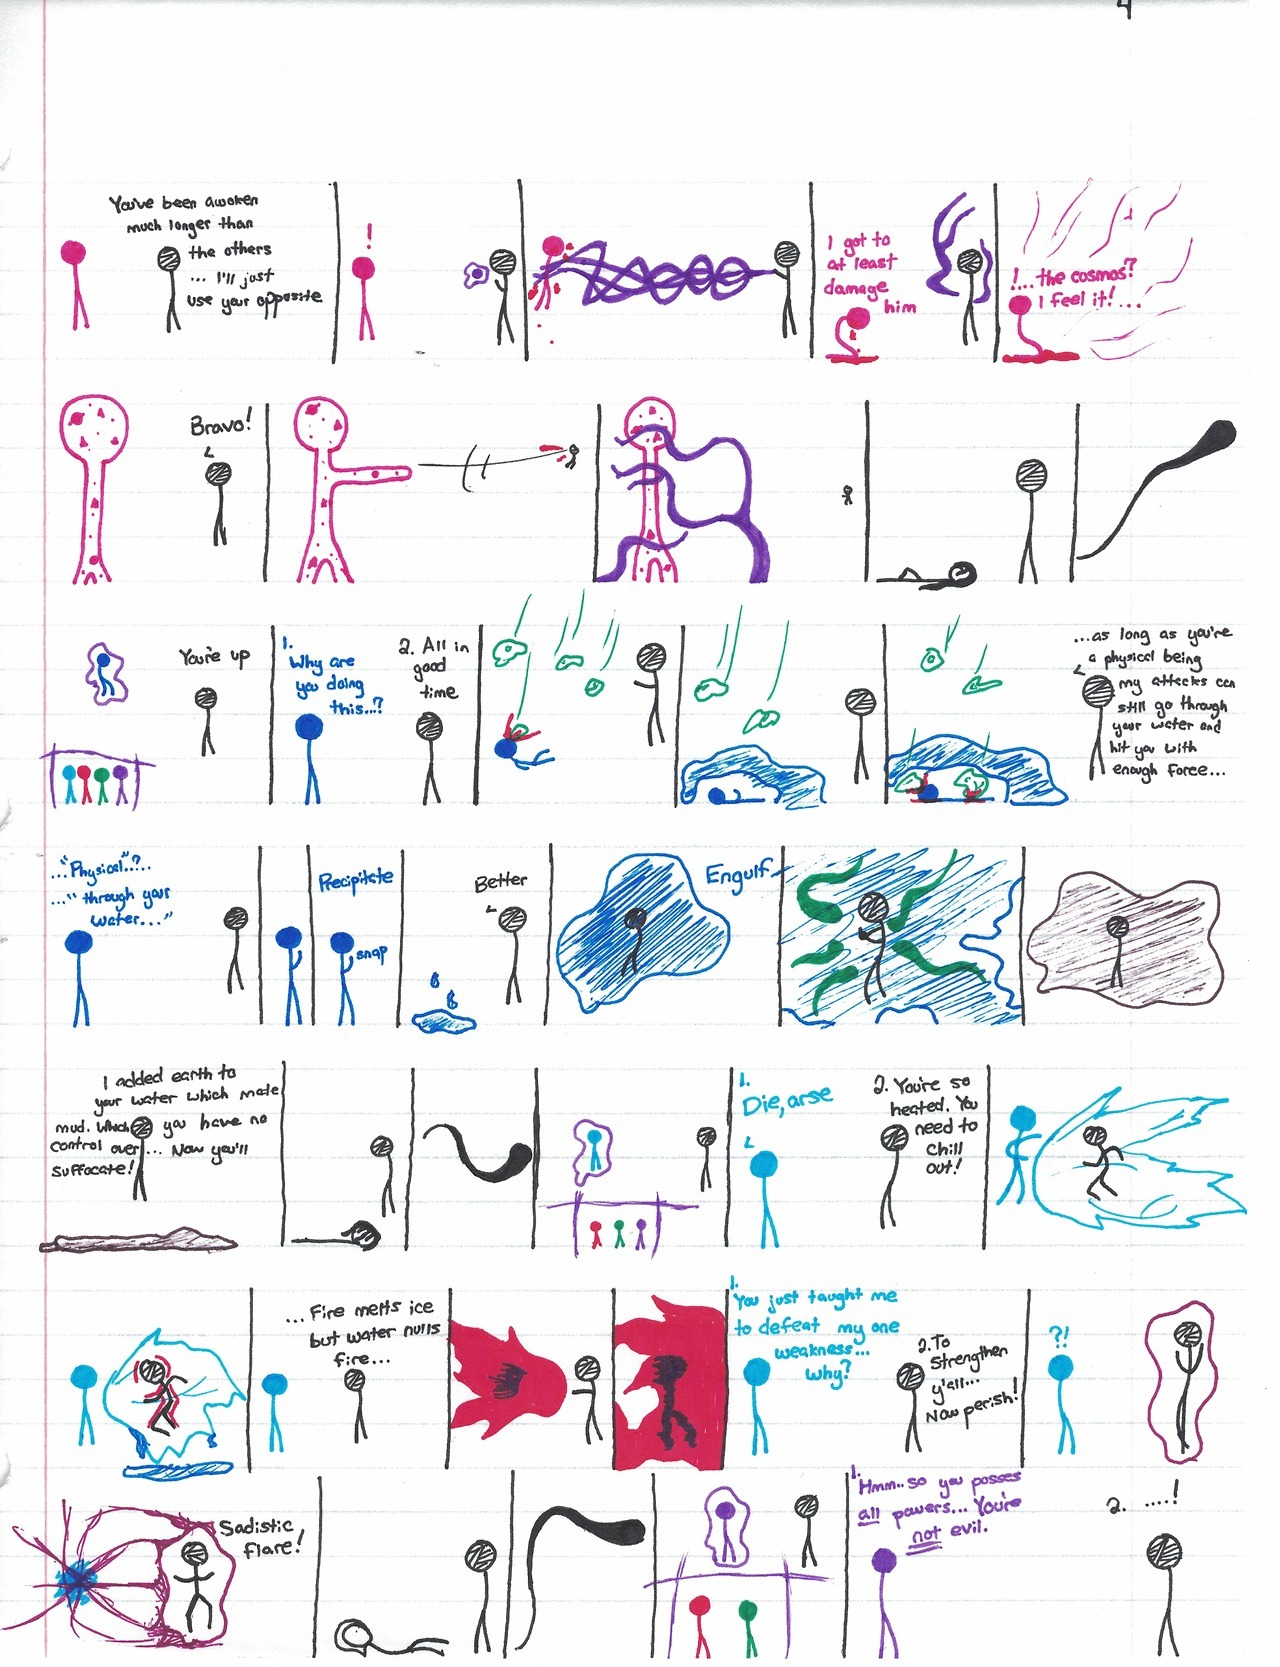 4
You've been awoken
much longer than
the others
... I'll just
use your opposite
!
I got to
at least
damage
him
!...the cosmos?
I feel it!...
Bravo!
You're up
1.
Why are
you doing
this...?
2. All in
good
time
...as long as you're
a physical being
my attacks can
still go through
your water and
hit you with
enough force...
..."Physical"?...
..."through your
water..."
Precipitate
snap
Better
Engulf
I added earth to
your water which made
mud. Which you have no
control over... Now you'll
suffocate!
1.
Die, arse
2. You're so
heated. You
need to
chill
out!
...Fire melts ice
but water nulls
fire...
1.
You just taught me
to defeat my one
weakness...
why?
2. To
strengthen
y'all...
Now perish!
?!
Sadistic
flare!
1.
Hmm.. so you posses
all powers... You're
not evil.
2. ....!